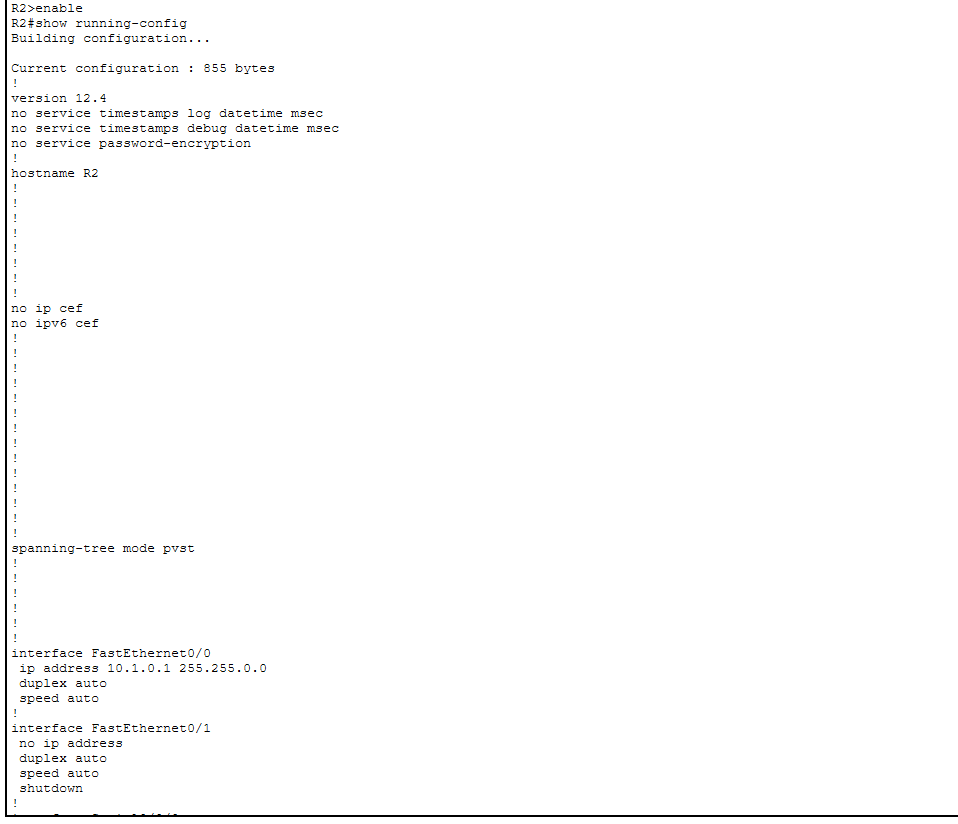 R2>enable
R2#show running-config
Building configuration...
Current configuration : 855 bytes
!
version 12.4
no service timestamps log datetime msec
no service timestamps debug datetime msec
no service password-encryption
!
hostname R2
!
!
!
!
!
!
!
!
no ip cef
no ipv6 cef
!
!
!
!
!
!
!
!
!
!
!
!
!
!
spanning-tree mode pvst
!
!
!
!
!
!
interface FastEthernet0/0
 ip address 10.1.0.1 255.255.0.0
 duplex auto
 speed auto
!
interface FastEthernet0/1
 no ip address
 duplex auto
 speed auto
 shutdown
!